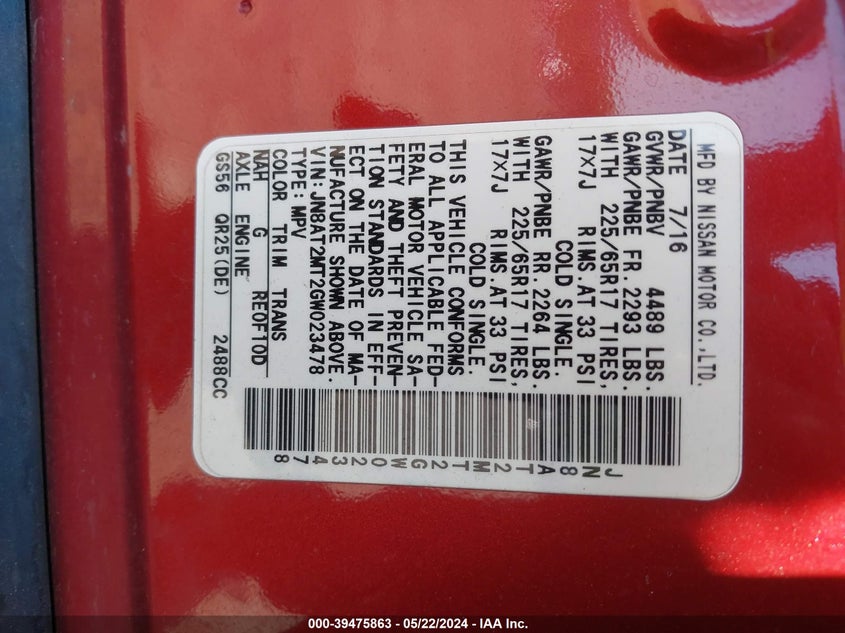 MFD BY NISSAN MOTOR CO.,LTD.
DATE 7/16
GVWR/PNBV 4489 LBS.
GAWR/PNBE FR. 2293 LBS.
WITH 225/65R17 TIRES,
17X7J RIMS.AT 33 PSI
COLD SINGLE.
GAWR/PNBE RR. 2264 LBS.
WITH 225/65R17 TIRES,
17X7J RIMS.AT 33 PSI
COLD SINGLE.
THIS VEHICLE CONFORMS
TO ALL APPLICABLE FED-
ERAL MOTOR VEHICLE SA-
FETY AND THEFT PREVEN-
TION STANDARDS IN EFF-
ECT ON THE DATE OF MA-
NUFACTURE SHOWN ABOVE.
VIN:JN8AT2MT2GW023478
TYPE:MPV
COLOR TRIM TRANS
NAH G RE0F10D
AXLE ENGINE
GS56 QR25(DE) 2488CC
JN8AT2MT2GW023478
000-39475863 - 05/22/2024 - IAA Inc.